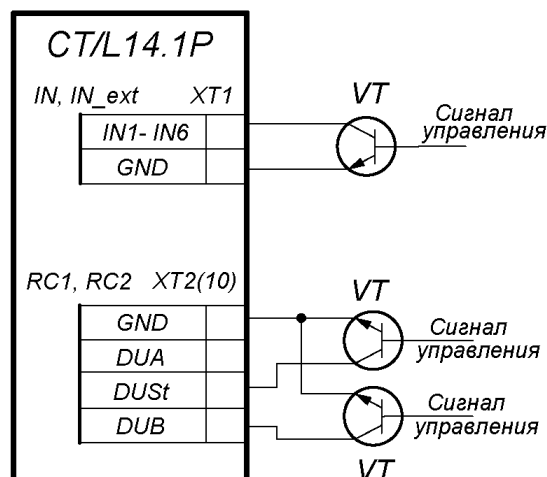 CT/L14.1P
IN, IN_ext XT1
VT
Сигнал
управления
IN1- IN6
GND
RC1, RC2 XT2(10)
VT
GND
Сигнал
управления
DUA
DUSt
DUB
Сигнал
управления
VT